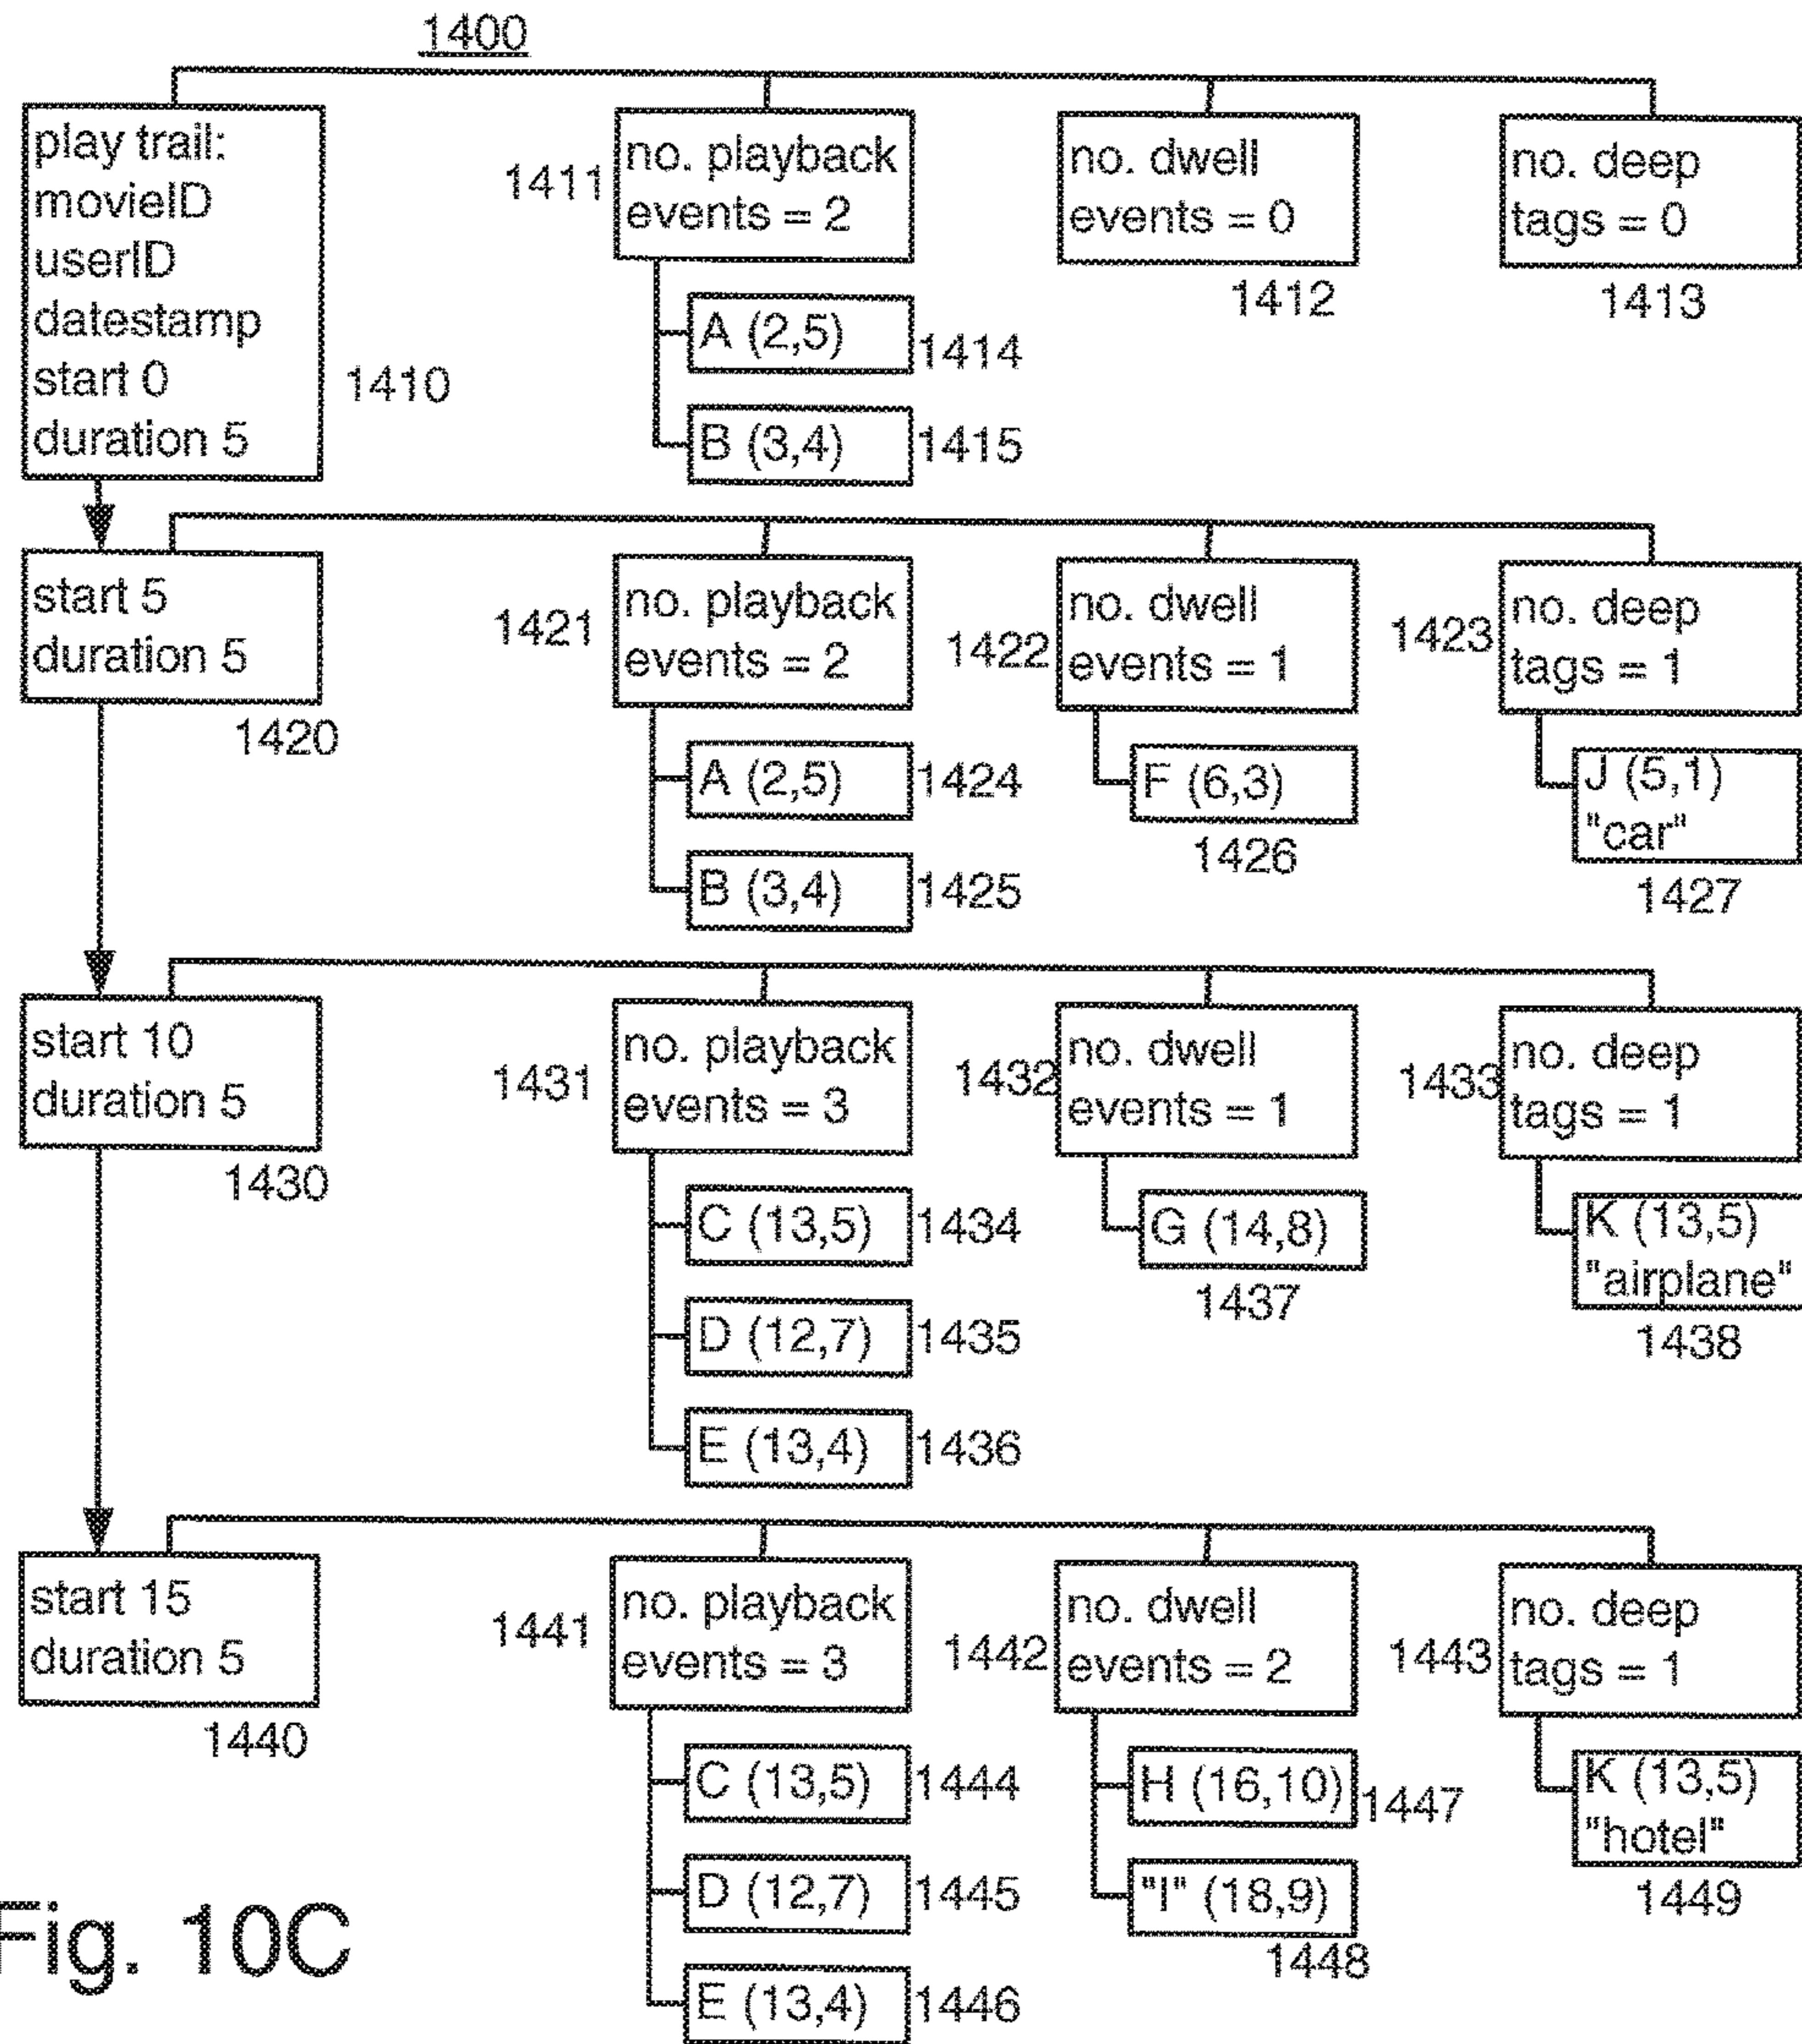 1400
play trail:
movieID
userID
datestamp
start 0
duration 5
1410
1411
no. playback
events = 2
A (2,5)
1414
B (3,4)
1415
no. dwell
events = 0
1412
no. deep
tags = 0
1413
start 5
duration 5
1420
1421
no. playback
events = 2
A (2,5)
1424
B (3,4)
1425
1422
no. dwell
events = 1
F (6,3)
1426
1423
no. deep
tags = 1
J (5,1)
"car"
1427
start 10
duration 5
1430
1431
no. playback
events = 3
C (13,5)
1434
D (12,7)
1435
E (13,4)
1436
1432
no. dwell
events = 1
G (14,8)
1437
1433
no. deep
tags = 1
K (13,5)
"airplane"
1438
start 15
duration 5
1440
1441
no. playback
events = 3
C (13,5)
1444
D (12,7)
1445
E (13,4)
1446
1442
no. dwell
events = 2
H (16,10)
1447
"I" (18,9)
1448
1443
no. deep
tags = 1
K (13,5)
"hotel"
1449
Fig. 10C